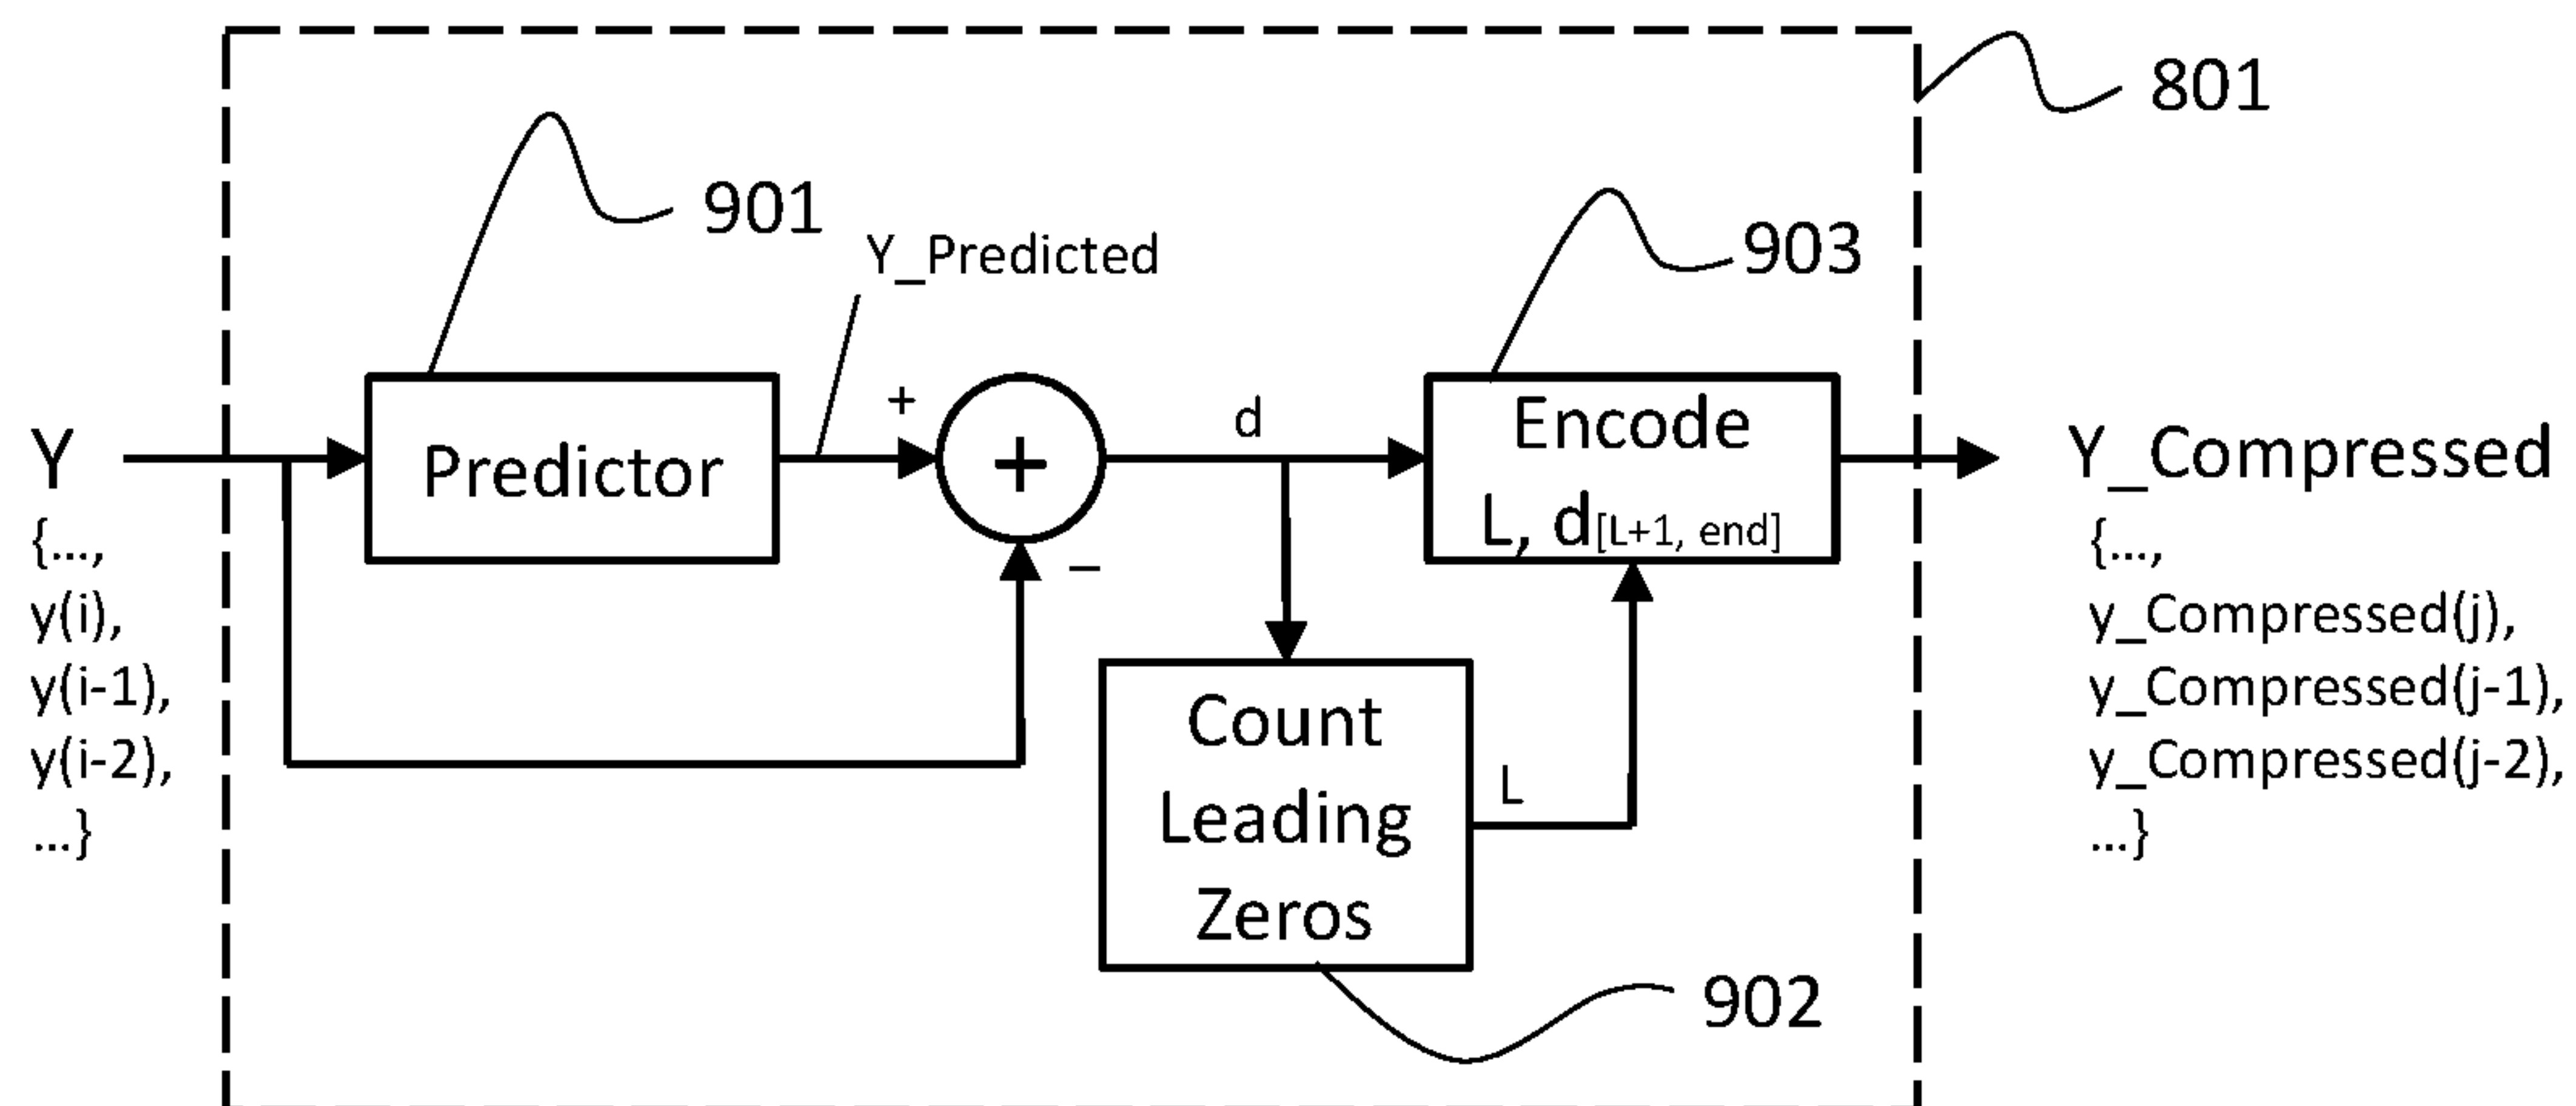 801
901
Y_Predicted
903
+
d
Y
Predictor
+
Encode
L, d[L+1, end]
Y_Compressed
–
{...,
y(i),
y(i-1),
y(i-2),
...}
Count
Leading
Zeros
L
902
{...,
y_Compressed(j),
y_Compressed(j-1),
y_Compressed(j-2),
...}